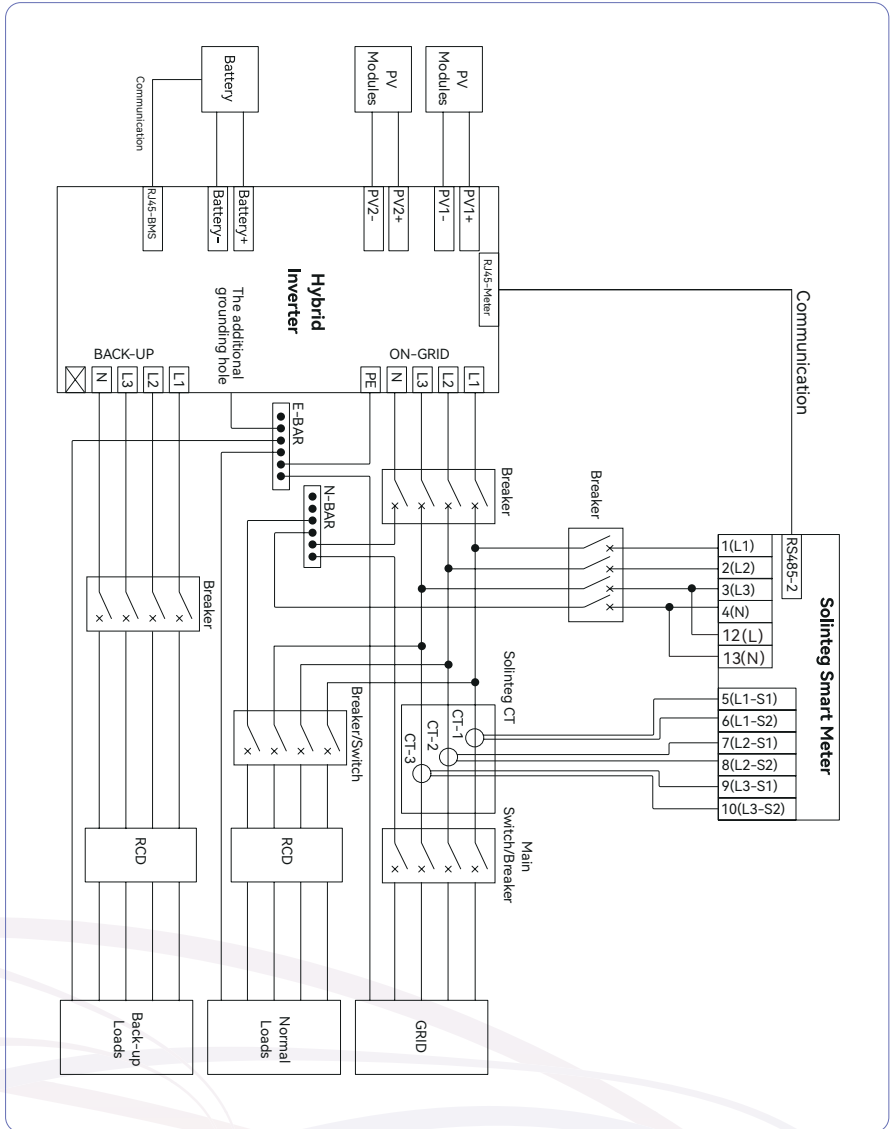 Battery
PV
Modules
PV
Modules
Communication
RJ45-BMS
Battery-
Battery+
PV2-
PV2+
PV1-
PV1+
RJ45-Meter
Communication
Hybrid
Inverter
The additional
grounding hole
BACK-UP
ON-GRID
N
L3
L2
L1
PE
N
L3
L2
L1
E-BAR
N-BAR
Breaker
Breaker
RS485-2
Solinteg Smart Meter
1(L1)
2(L2)
3(L3)
4(N)
12(L)
13(N)
5(L1-S1)
6(L1-S2)
7(L2-S1)
8(L2-S2)
9(L3-S1)
10(L3-S2)
Breaker
Breaker/Switch
Solinteg CT
CT-1
CT-2
CT-3
Main
Switch/Breaker
RCD
RCD
Back-up
Loads
Normal
Loads
GRID